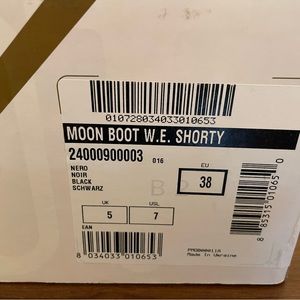 010728034033010653
MOON BOOT W.E. SHORTY
24000900003 016
NERO
NOIR
BLACK
SCHWARZ
EU
38
UK
5
USL
7
EAN
8 034033 010653
Made In Ukraine